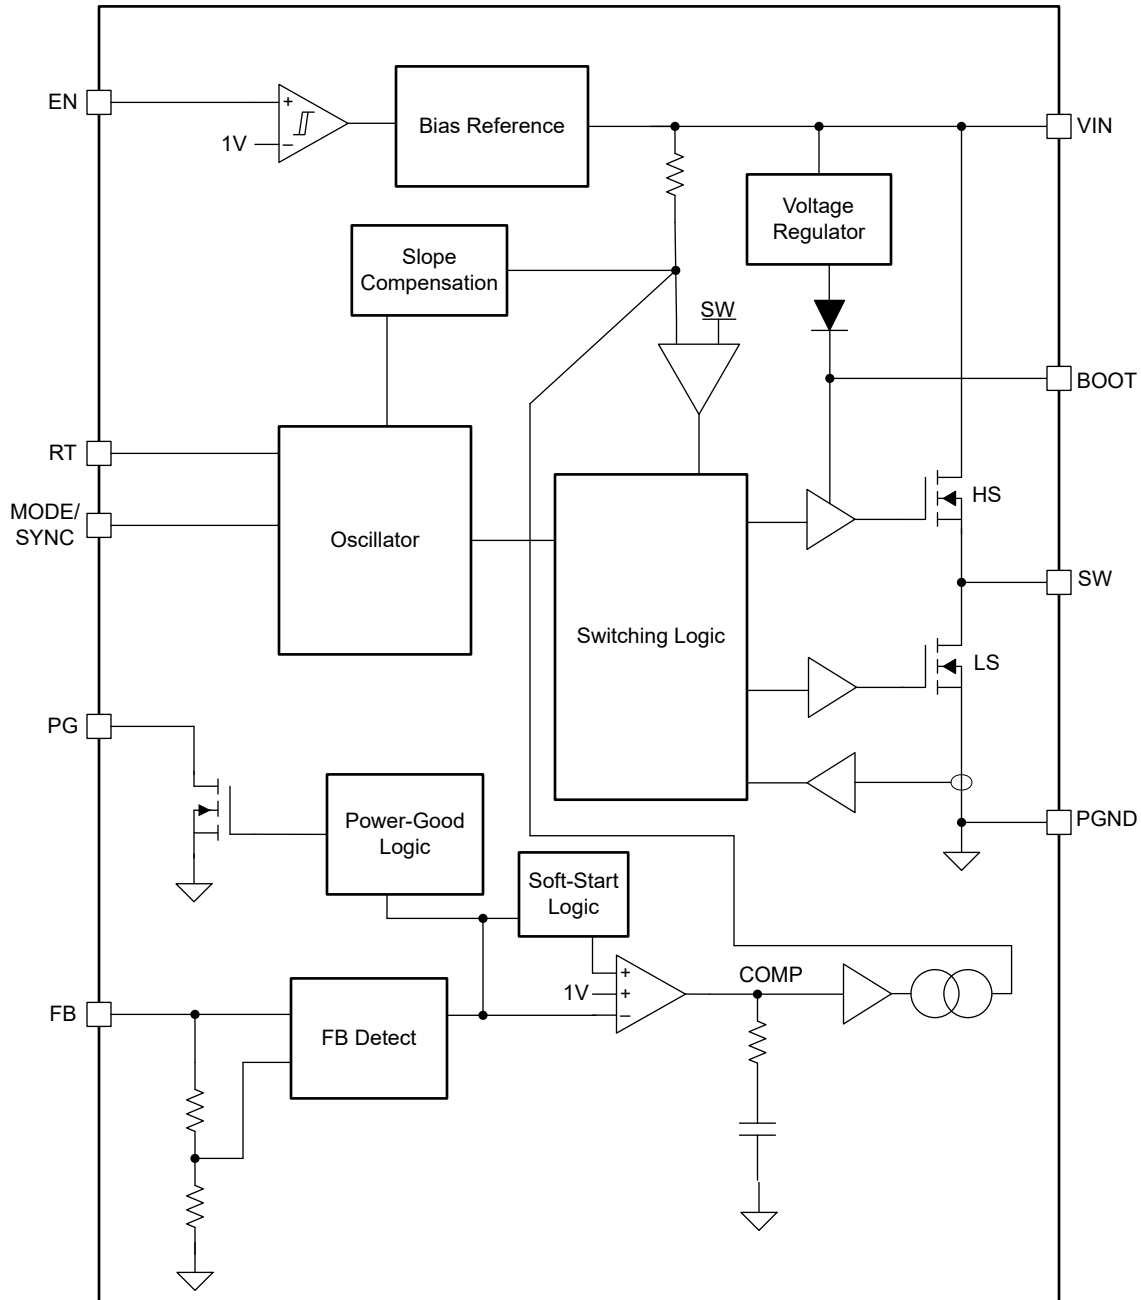 EN
+
1V
−
Bias Reference
VIN
Voltage
Regulator
Slope
Compensation
SW
BOOT
RT
MODE/
SYNC
Oscillator
HS
SW
Switching Logic
LS
PG
Power-Good
Logic
PGND
Soft-Start
Logic
+
1V
+
−
COMP
FB
FB Detect